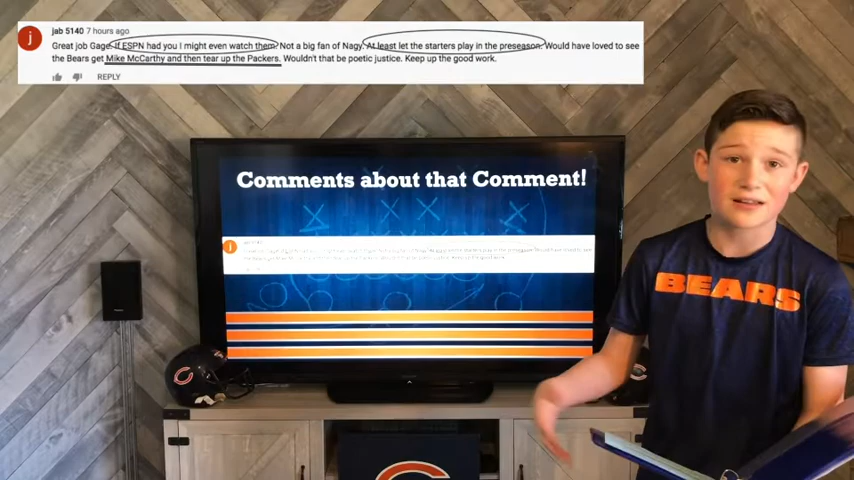 jab 5140 7 hours ago
j
Great job Gage. If ESPN had you I might even watch them. Not a big fan of Nagy. At least let the starters play in the preseason. Would have loved to see
the Bears get Mike McCarthy and then tear up the Packers. Wouldn't that be poetic justice. Keep up the good work.
REPLY
Comments about that Comment!
j
BEARS